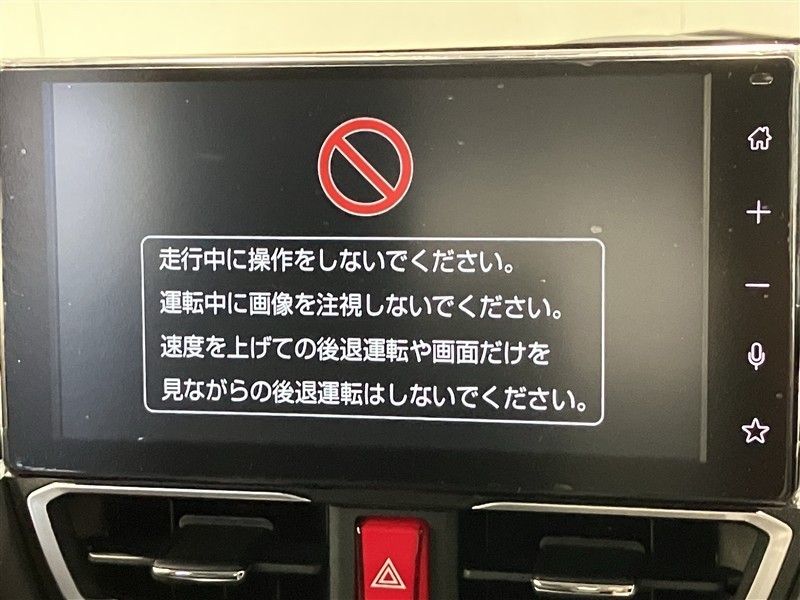 走行中に操作をしないでください。
運転中に画像を注視しないでください。
速度を上げての後退運転や画面だけを
見ながらの後退運転はしないでください。